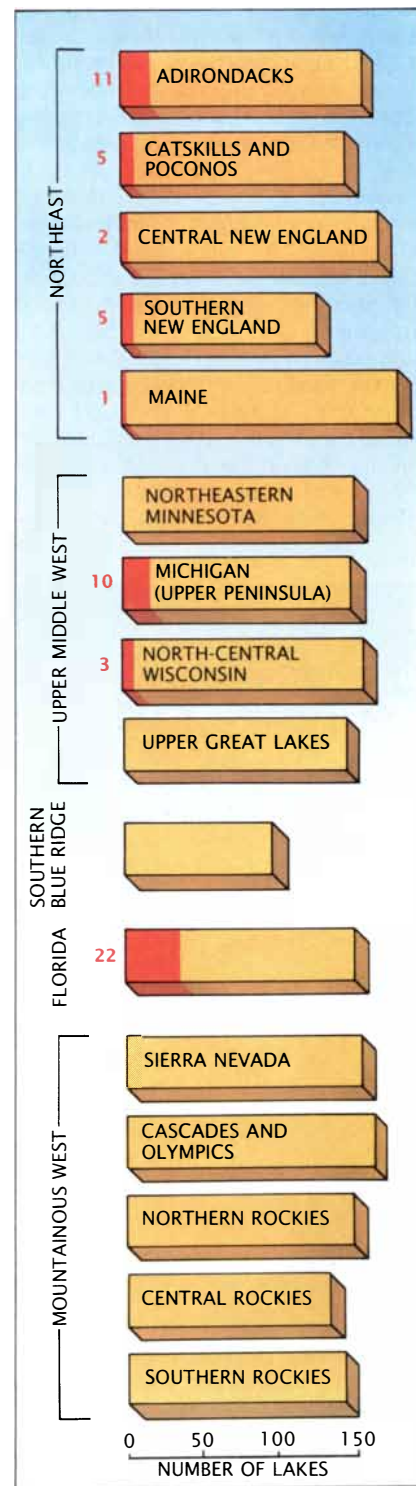 NORTHEAST
11
ADIRONDACKS
5
CATSKILLS AND
POCONOS
2
CENTRAL NEW ENGLAND
5
SOUTHERN
NEW ENGLAND
1
MAINE
UPPER MIDDLE WEST
NORTHEASTERN
MINNESOTA
10
MICHIGAN
(UPPER PENINSULA)
3
NORTH-CENTRAL
WISCONSIN
UPPER GREAT LAKES
SOUTHERN
BLUE RIDGE
FLORIDA
22
MOUNTAINOUS WEST
SIERRA NEVADA
CASCADES AND
OLYMPICS
NORTHERN ROCKIES
CENTRAL ROCKIES
SOUTHERN ROCKIES
0 50 100 150
NUMBER OF LAKES